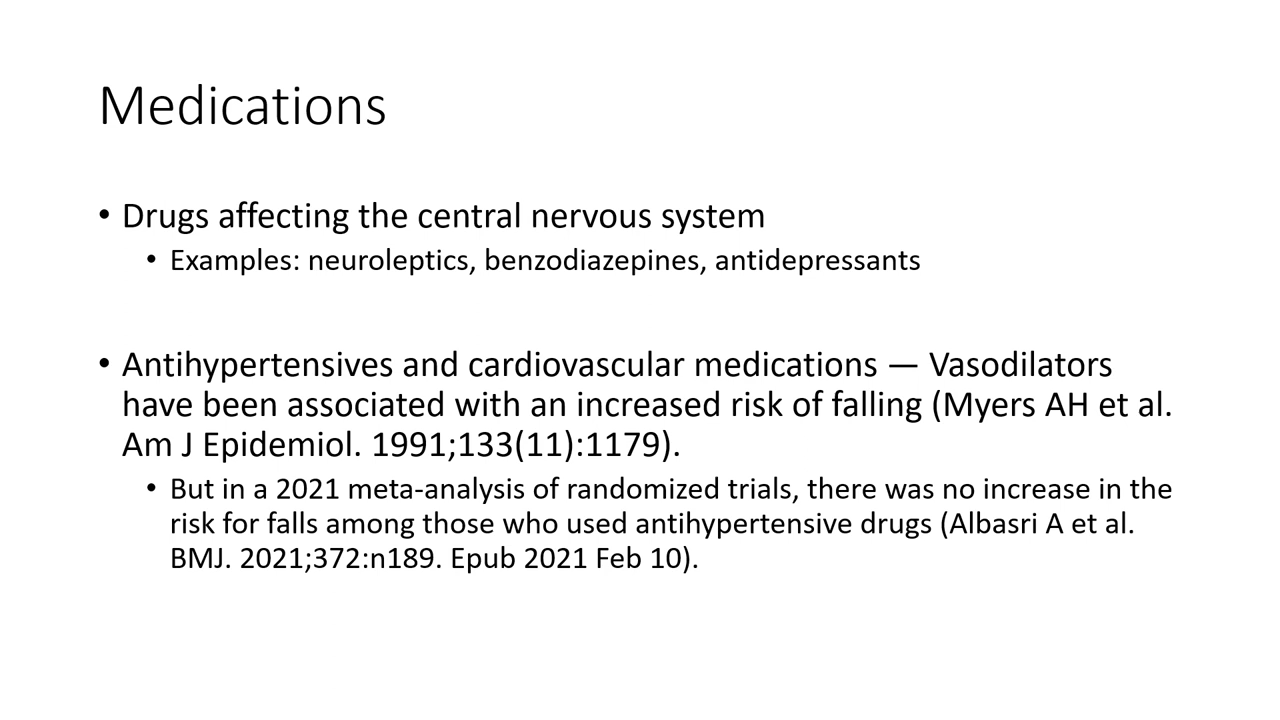 Medications
• Drugs affecting the central nervous system
• Examples: neuroleptics, benzodiazepines, antidepressants
• Antihypertensives and cardiovascular medications — Vasodilators
have been associated with an increased risk of falling (Myers AH et al.
Am J Epidemiol. 1991;133(11):1179).
• But in a 2021 meta-analysis of randomized trials, there was no increase in the
risk for falls among those who used antihypertensive drugs (Albasri A et al.
BMJ. 2021;372:n189. Epub 2021 Feb 10).